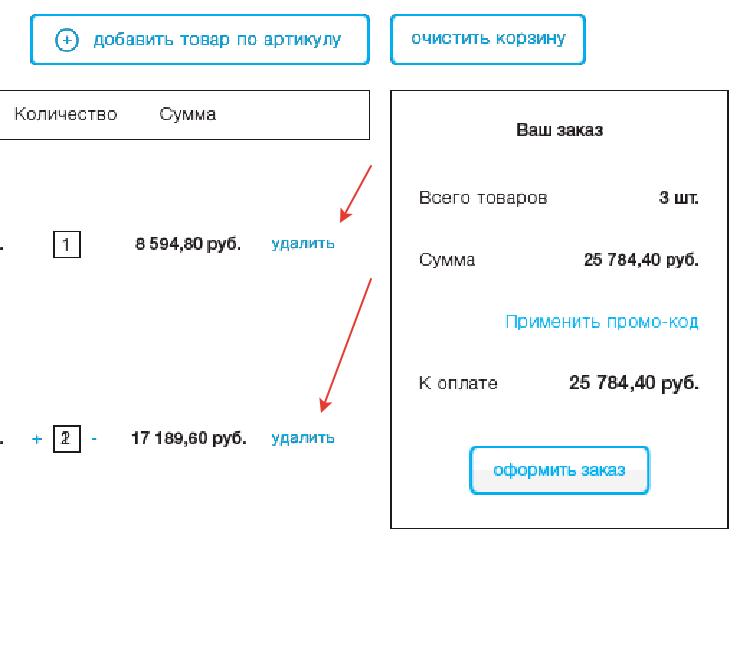 добавить товар по артикулу
очистить корзину
Количество Сумма
Ваш заказ
Всего товаров 3 шт.
1 8 594,80 руб. удалить
Сумма 25 784,40 руб.
Применить промо-код
К оплате 25 784,40 руб.
+ 2 - 17 189,60 руб. удалить
оформить заказ